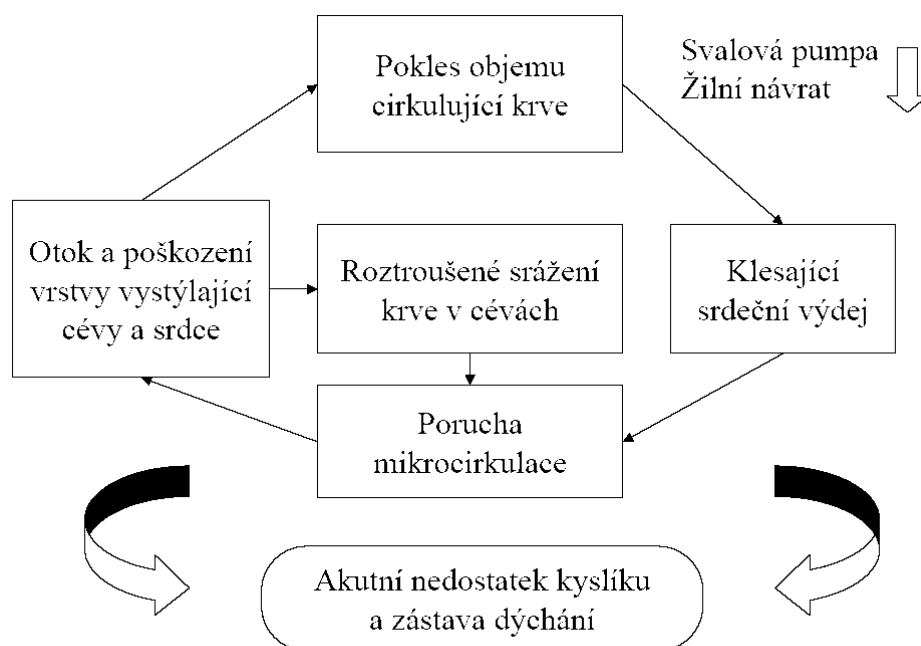 Pokles objemu
cirkulující krve
Svalová pumpa
Žilní návrat
Otok a poškození
vrstvy vystýlající
cévy a srdce
Roztroušené srážení
krve v cévách
Klesající
srdeční výdej
Porucha
mikrocirkulace
Akutní nedostatek kyslíku
a zástava dýchání